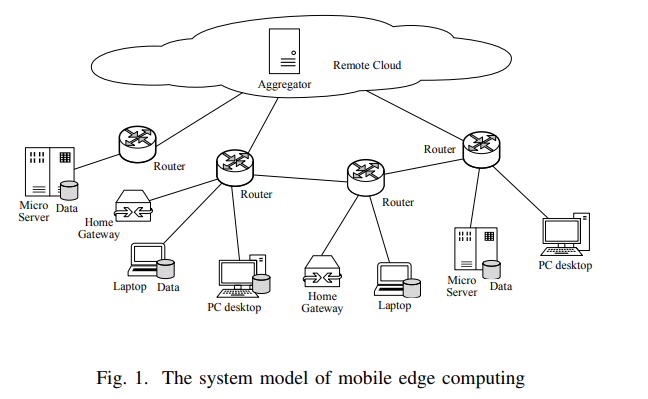 Remote Cloud
Aggregator
Router
Router
Micro
Server
Data
Router
Home
Gateway
Router
Laptop
Data
PC desktop
Home
Gateway
Laptop
Micro
Server
Data
PC desktop
Fig. 1. The system model of mobile edge computing